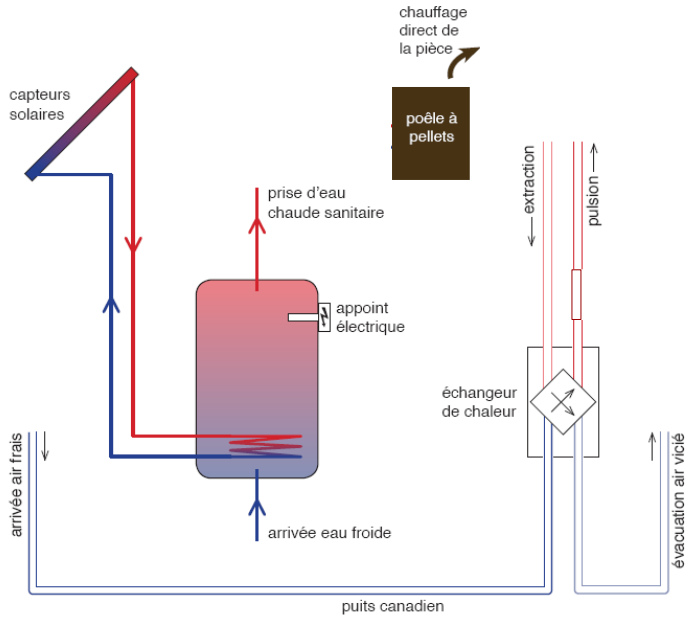 chauffage
direct de
la pièce
capteurs
solaires
poêle à
pellets
extraction
pulsion
prise d'eau
chaude sanitaire
appoint
électrique
échangeur
de chaleur
arrivée air frais
évacuation air vicié
arrivée eau froide
puits canadien